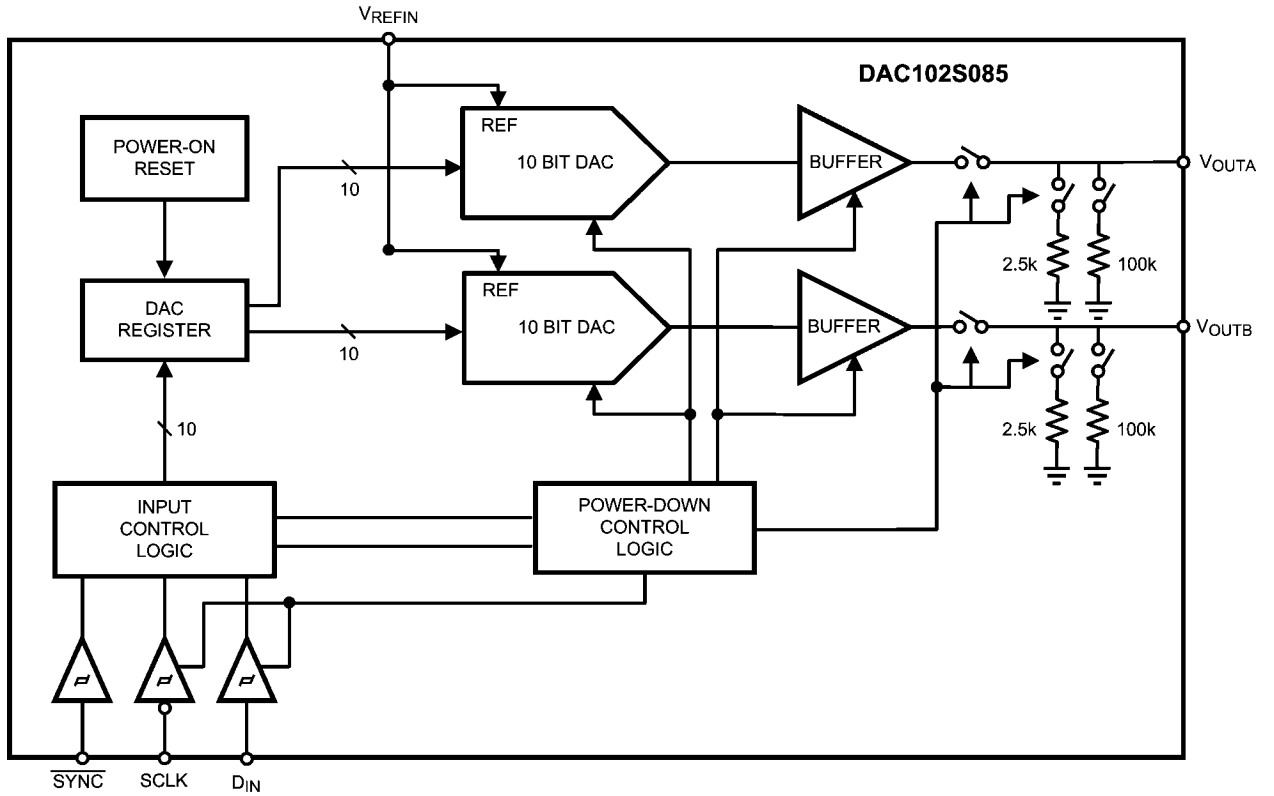 VREFIN
DAC102S085
POWER-ON
RESET
REF
10 BIT DAC
BUFFER
VOUTA
10
2.5k
100k
DAC
REGISTER
REF
10 BIT DAC
BUFFER
VOUTB
10
10
2.5k
100k
INPUT
CONTROL
LOGIC
POWER-DOWN
CONTROL
LOGIC
SYNC
SCLK
DIN